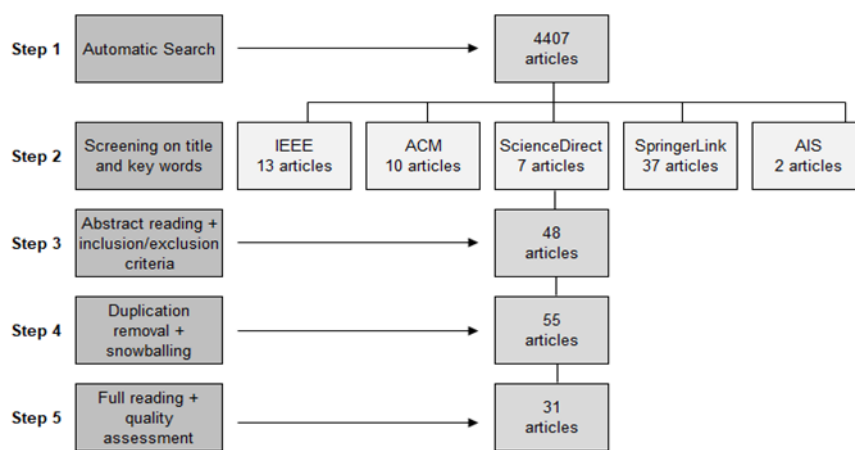 Step 1
Automatic Search
4407
articles
Step 2
Screening on title
and key words
IEEE
13 articles
ACM
10 articles
ScienceDirect
7 articles
SpringerLink
37 articles
AIS
2 articles
Step 3
Abstract reading +
inclusion/exclusion
criteria
48
articles
Step 4
Duplication
removal +
snowballing
55
articles
Step 5
Full reading +
quality
assessment
31
articles